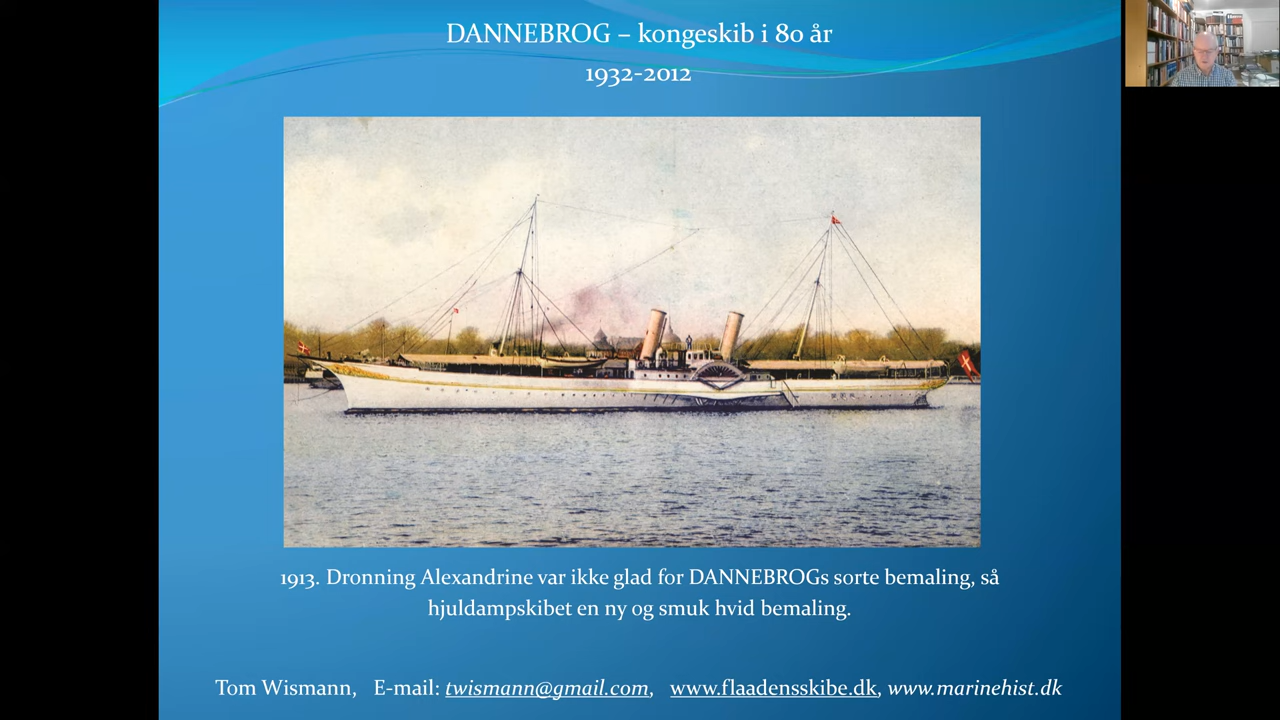 DANNEBROG – kongeskib i 80 år
1932-2012
1913. Dronning Alexandrine var ikke glad for DANNEBROGs sorte bemaling, så
hjuldampskibet en ny og smuk hvid bemaling.
Tom Wismann, E-mail: twismann@gmail.com, www.flaadensskibe.dk, www.marinehist.dk